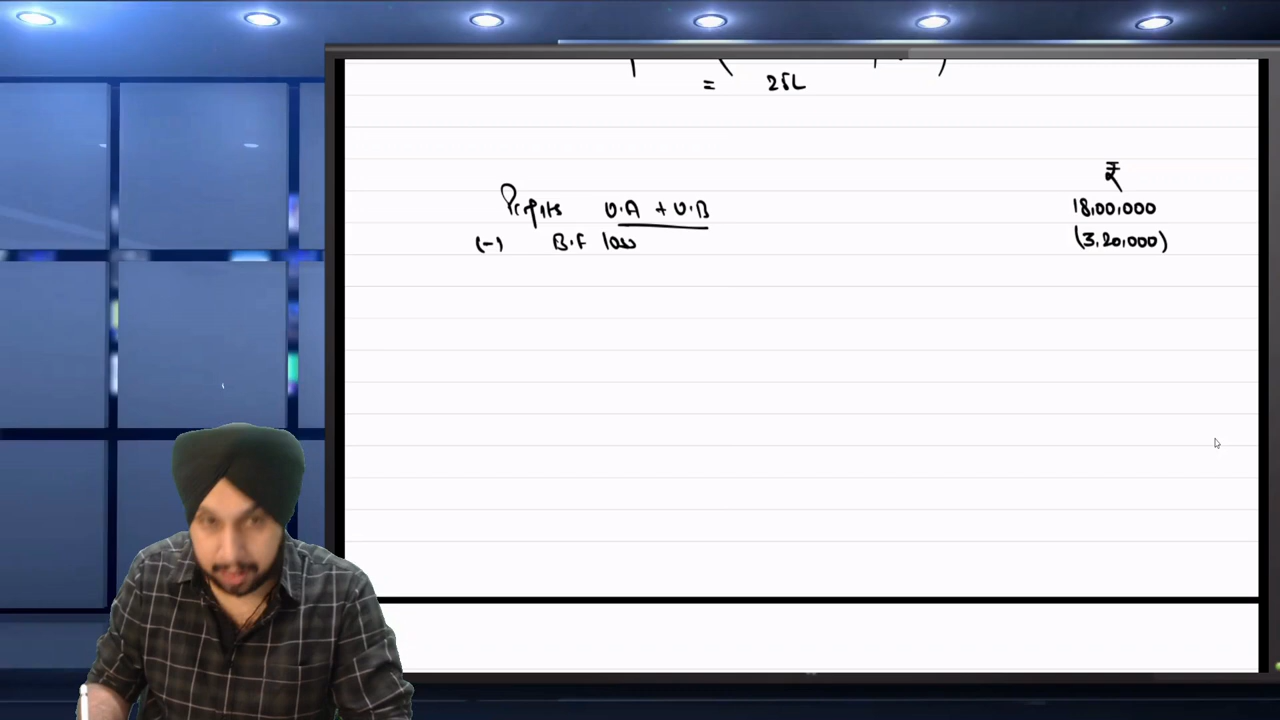 = 25L
₹
Profits U.A + U.B 18,00,000
(-) B.F loss (3,20,000)